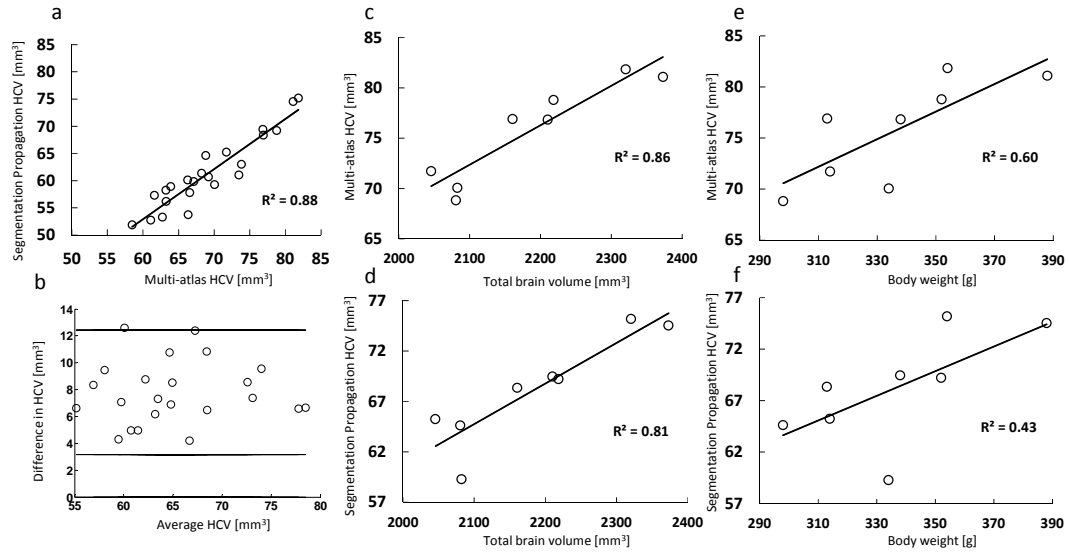 a
Segmentation Propagation HCV [mm³]
85
80
75
70
65
60
55
50
R² = 0.88
50 55 60 65 70 75 80 85
Multi-atlas HCV [mm³]
b
Difference in HCV [mm³]
14
12
10
8
6
4
2
0
55 60 65 70 75 80
Average HCV [mm³]
c
Multi-atlas HCV [mm³]
85
80
75
70
65
R² = 0.86
2000 2100 2200 2300 2400
Total brain volume [mm³]
d
Segmentation Propagation HCV [mm³]
77
72
67
62
57
R² = 0.81
2000 2100 2200 2300 2400
Total brain volume [mm³]
e
Multi-atlas HCV [mm³]
85
80
75
70
65
R² = 0.60
290 310 330 350 370 390
Body weight [g]
f
Segmentation Propagation HCV [mm³]
77
72
67
62
57
R² = 0.43
290 310 330 350 370 390
Body weight [g]